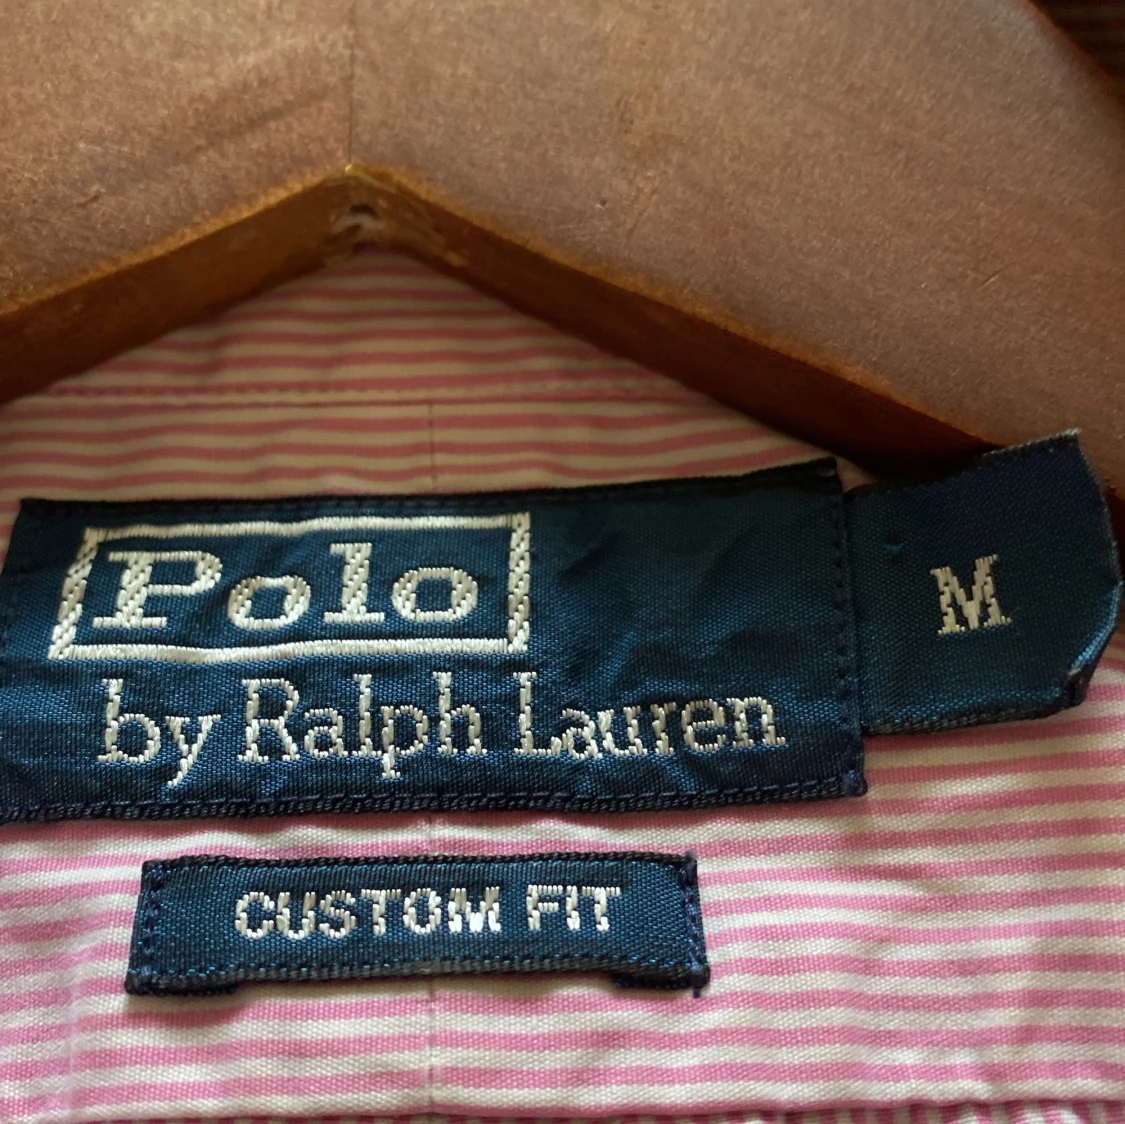 Polo
by Ralph Lauren
M
CUSTOM FIT